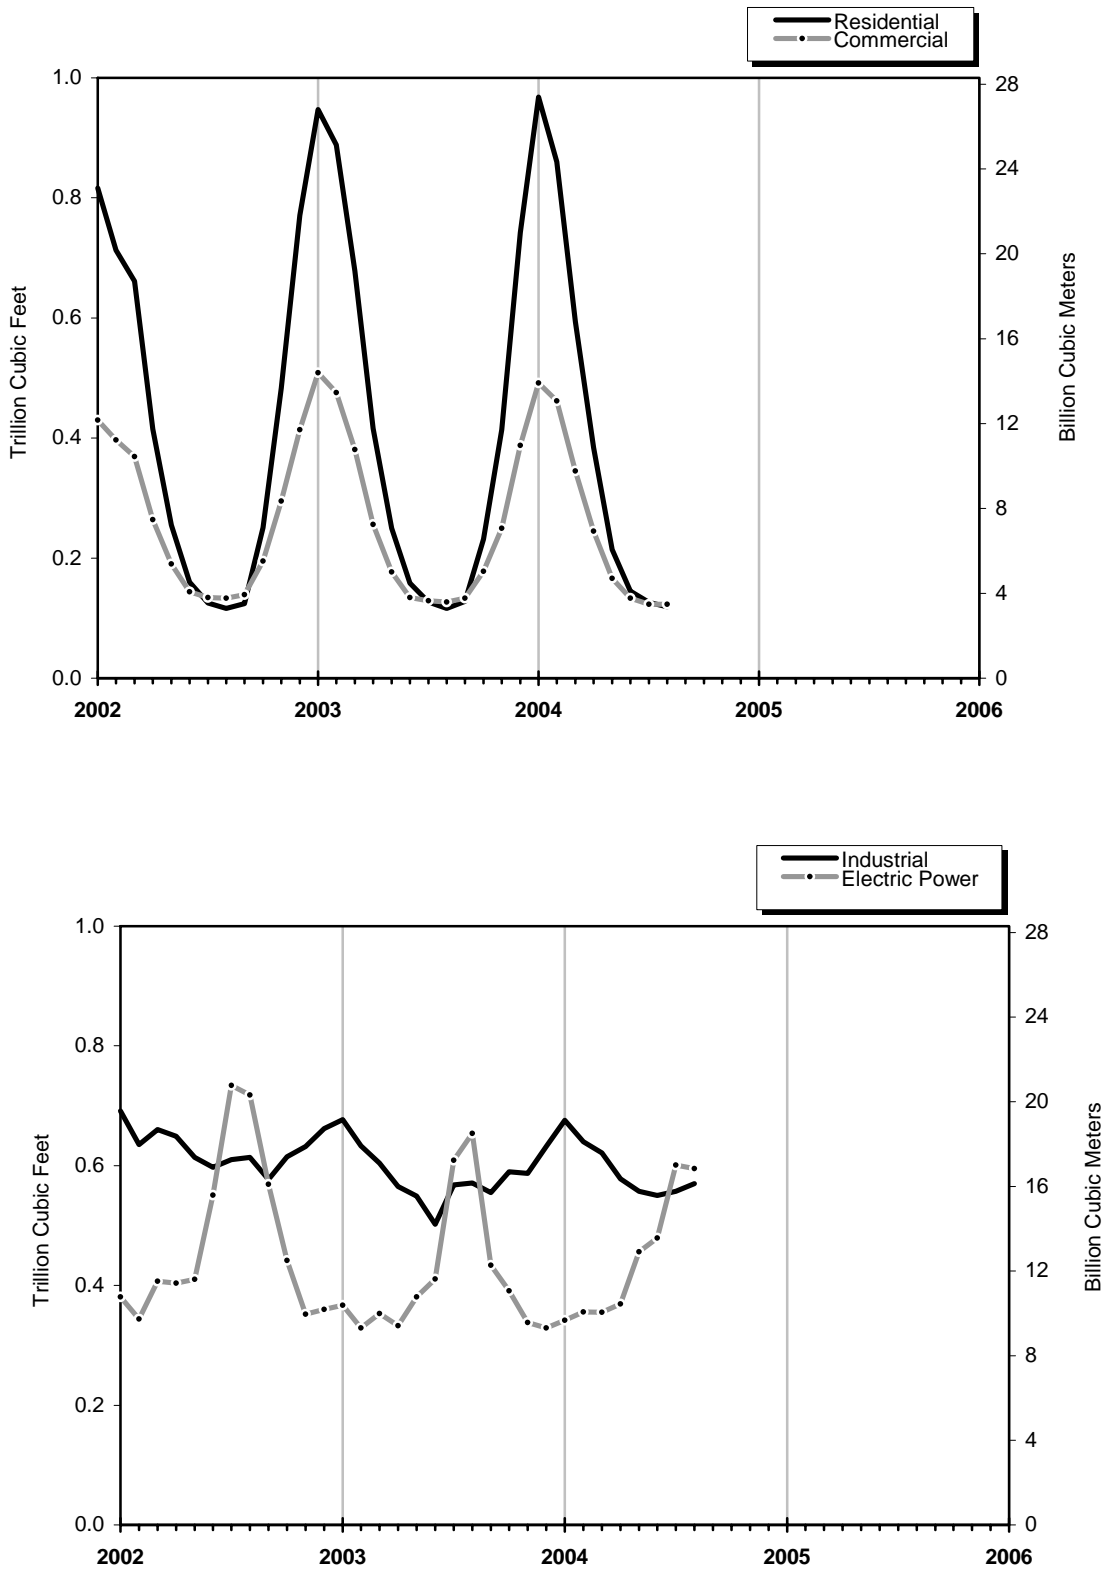 Residential
Commercial
1.0
0.8
0.6
0.4
0.2
0.0
Trillion Cubic Feet
28
24
20
16
12
8
4
0
Billion Cubic Meters
2002 2003 2004 2005 2006
Industrial
Electric Power
1.0
0.8
0.6
0.4
0.2
0.0
Trillion Cubic Feet
28
24
20
16
12
8
4
0
Billion Cubic Meters
2002 2003 2004 2005 2006